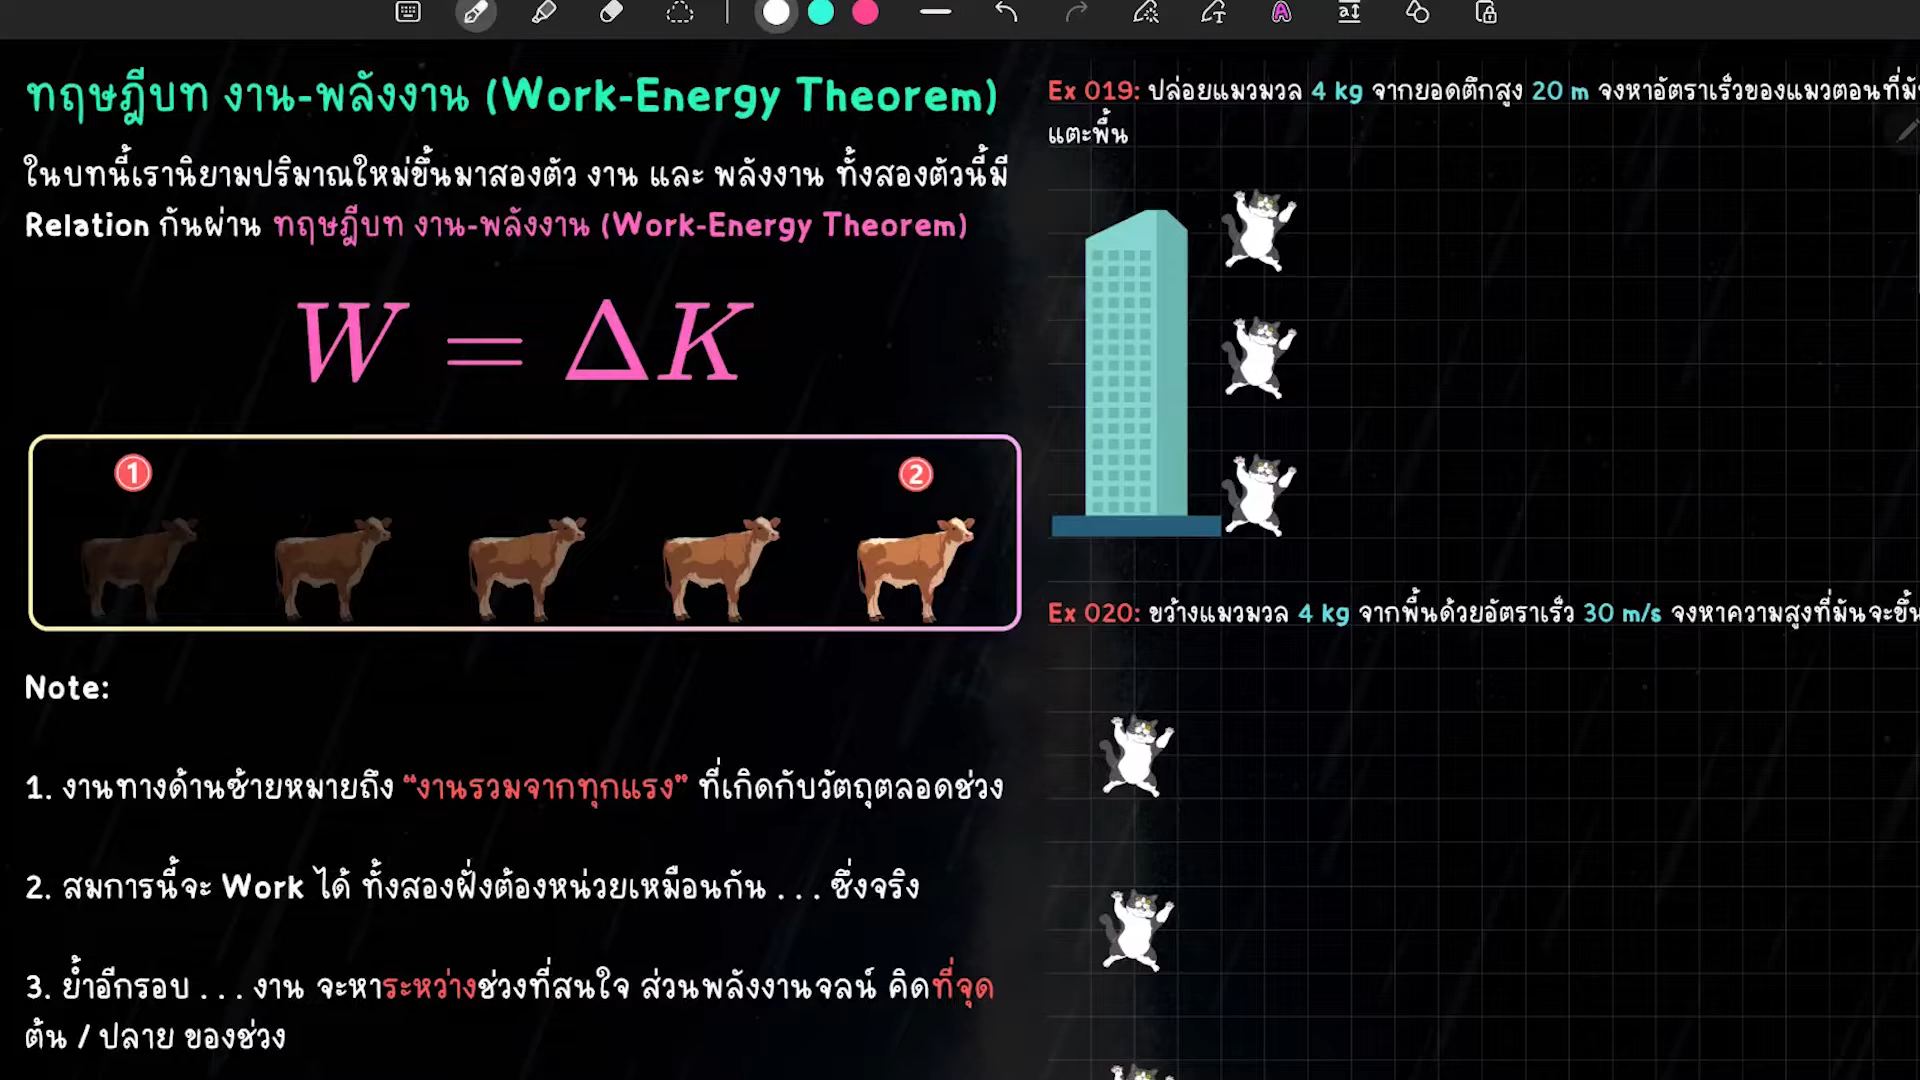 ทฤษฎีบท งาน-พลังงาน (Work-Energy Theorem)
ในบทนี้เรานิยามปริมาณใหม่ขึ้นมาสองตัว งาน และ พลังงาน ทั้งสองตัวนี้มี
Relation กันผ่าน ทฤษฎีบท งาน-พลังงาน (Work-Energy Theorem)
W = ΔK
1
2
Note:
1. งานทางด้านซ้ายหมายถึง “งานรวมจากทุกแรง” ที่เกิดกับวัตถุตลอดช่วง
2. สมการนี้จะ Work ได้ ทั้งสองฝั่งต้องหน่วยเหมือนกัน . . . ซึ่งจริง
3. ย้ำอีกรอบ . . . งาน จะหาระหว่างช่วงที่สนใจ ส่วนพลังงานจลน์ คิดที่จุด
ต้น / ปลาย ของช่วง
Ex 019: ปล่อยแมวมวล 4 kg จากยอดตึกสูง 20 m จงหาอัตราเร็วของแมวตอนที่
แตะพื้น
Ex 020: ขว้างแมวมวล 4 kg จากพื้นด้วยอัตราเร็ว 30 m/s จงหาความสูงที่มันจะ